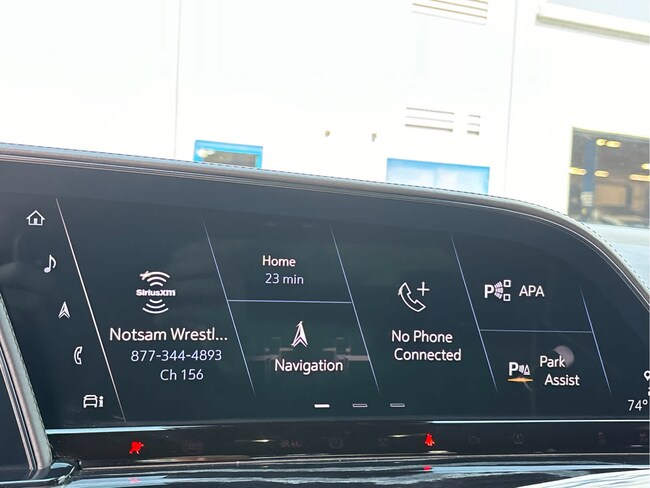 SiriusXM
Notsam Wrestl...
877-344-4893
Ch 156
Home
23 min
Navigation
No Phone
Connected
APA
Park
Assist
74°